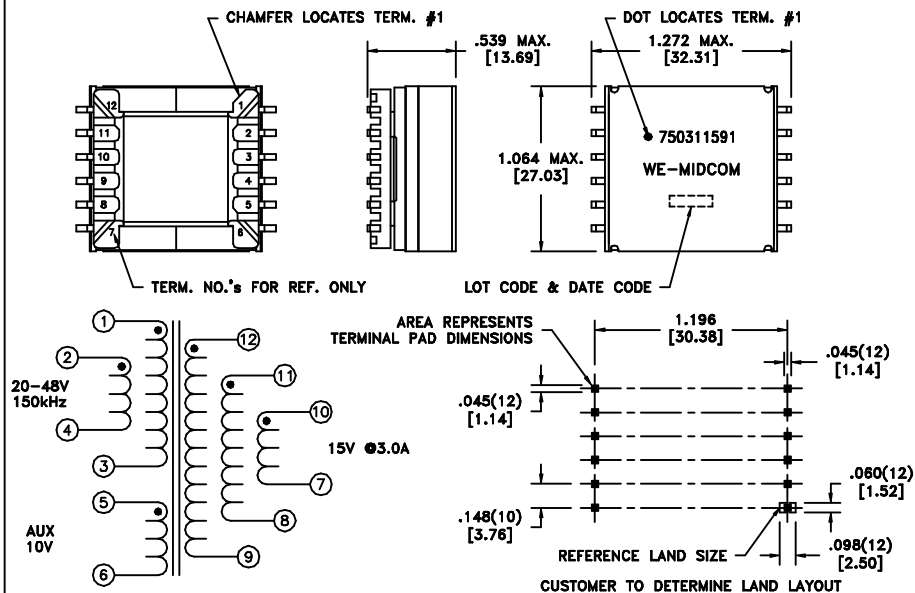 CHAMFER LOCATES TERM. #1
DOT LOCATES TERM. #1
.539 MAX.
[13.69]
1.272 MAX.
[32.31]
12
1
11
2
10
3
9
4
8
5
7
6
1.064 MAX.
[27.03]
750311591
WE-MIDCOM
TERM. NO.'s FOR REF. ONLY
LOT CODE & DATE CODE
1
2
20-48V
150kHz
4
3
5
AUX
10V
6
12
11
10
15V @3.0A
7
8
9
AREA REPRESENTS
TERMINAL PAD DIMENSIONS
1.196
[30.38]
.045(12)
[1.14]
.045(12)
[1.14]
.060(12)
[1.52]
.148(10)
[3.76]
REFERENCE LAND SIZE
.098(12)
[2.50]
CUSTOMER TO DETERMINE LAND LAYOUT